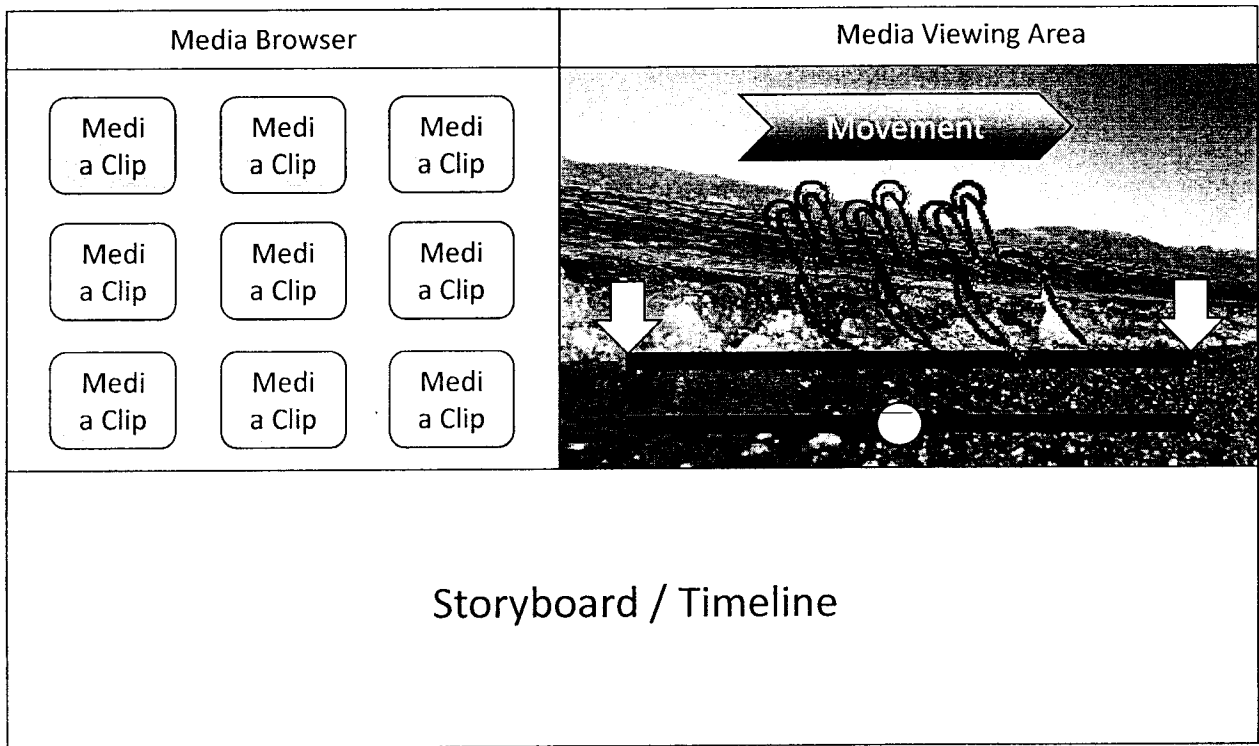 Media Browser
Media Viewing Area
Movement
Medi
a Clip
Medi
a Clip
Medi
a Clip
Medi
a Clip
Medi
a Clip
Medi
a Clip
Medi
a Clip
Medi
a Clip
Medi
a Clip
Storyboard / Timeline